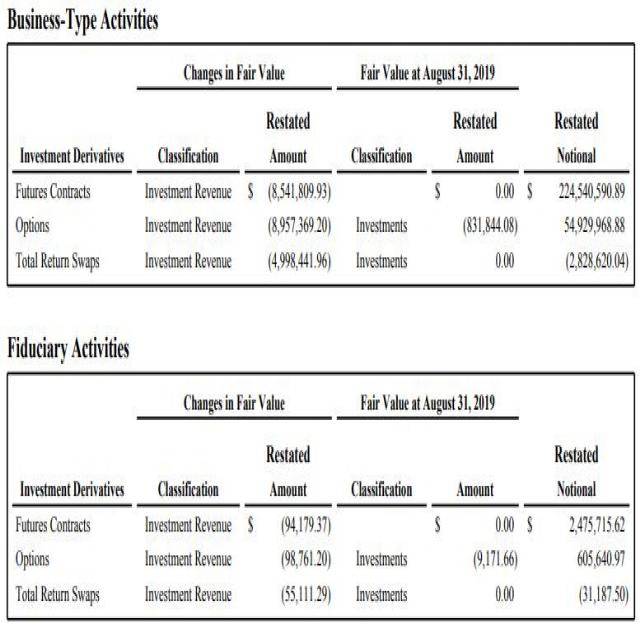 Business-Type Activities
Changes in Fair Value Fair Value at August 31, 2019
Restated Restated Restated
Investment Derivatives Classification Amount Classification Amount Notional
Futures Contracts Investment Revenue $ (8,541,809.93) $ 0.00 $ 224,540,590.89
Options Investment Revenue (8,957,369.20) Investments (831,844.08) 54,929,968.88
Total Return Swaps Investment Revenue (4,998,441.96) Investments 0.00 (2,828,620.04)
Fiduciary Activities
Changes in Fair Value Fair Value at August 31, 2019
Restated Restated
Investment Derivatives Classification Amount Classification Amount Notional
Futures Contracts Investment Revenue $ (94,179.37) $ 0.00 $ 2,475,715.62
Options Investment Revenue (98,761.20) Investments (9,171.66) 605,640.97
Total Return Swaps Investment Revenue (55,111.29) Investments 0.00 (31,187.50)